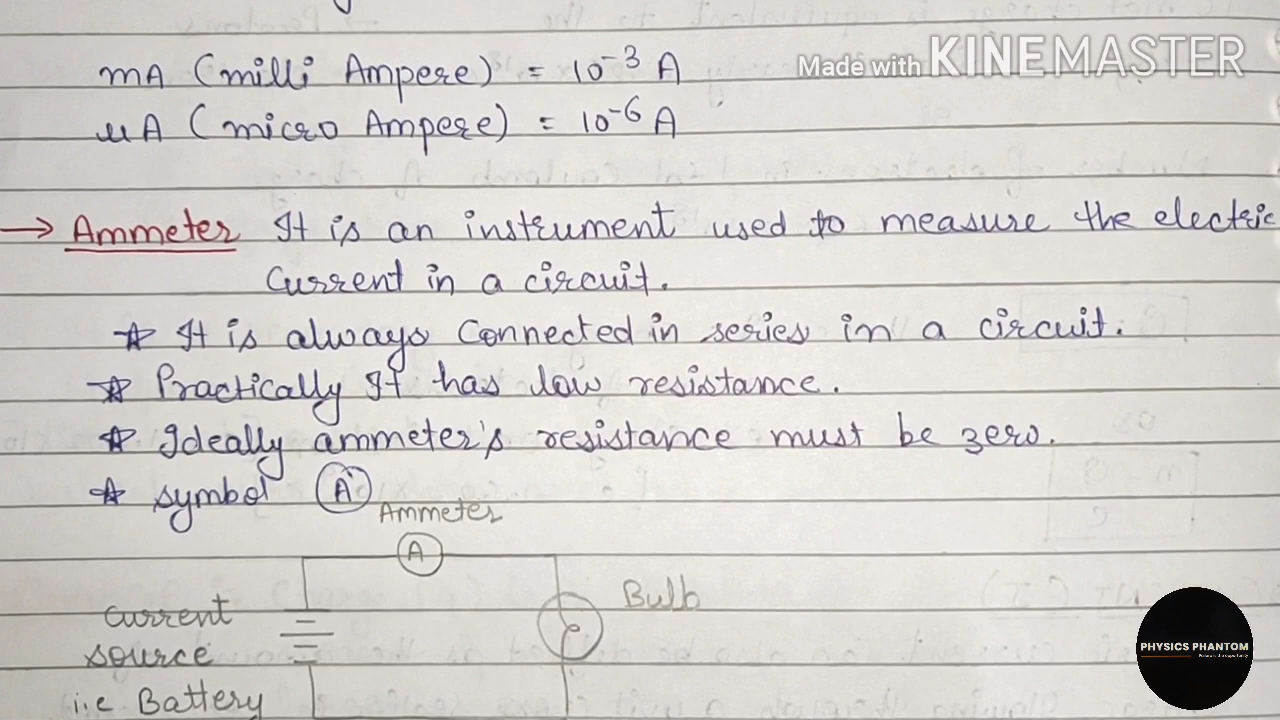 mA (milli Ampere) = 10⁻³ A
Made with KINEMASTER
μA (micro Ampere) = 10⁻⁶ A
→ Ammeter It is an instrument used to measure the electric
Current in a circuit.
☆ It is always Connected in series in a circuit.
☆ Practically It has low resistance.
☆ Ideally ammeter's resistance must be zero.
☆ symbol (A)
Ammeter
A
Bulb
current
source
i.e Battery
PHYSICS PHANTOM